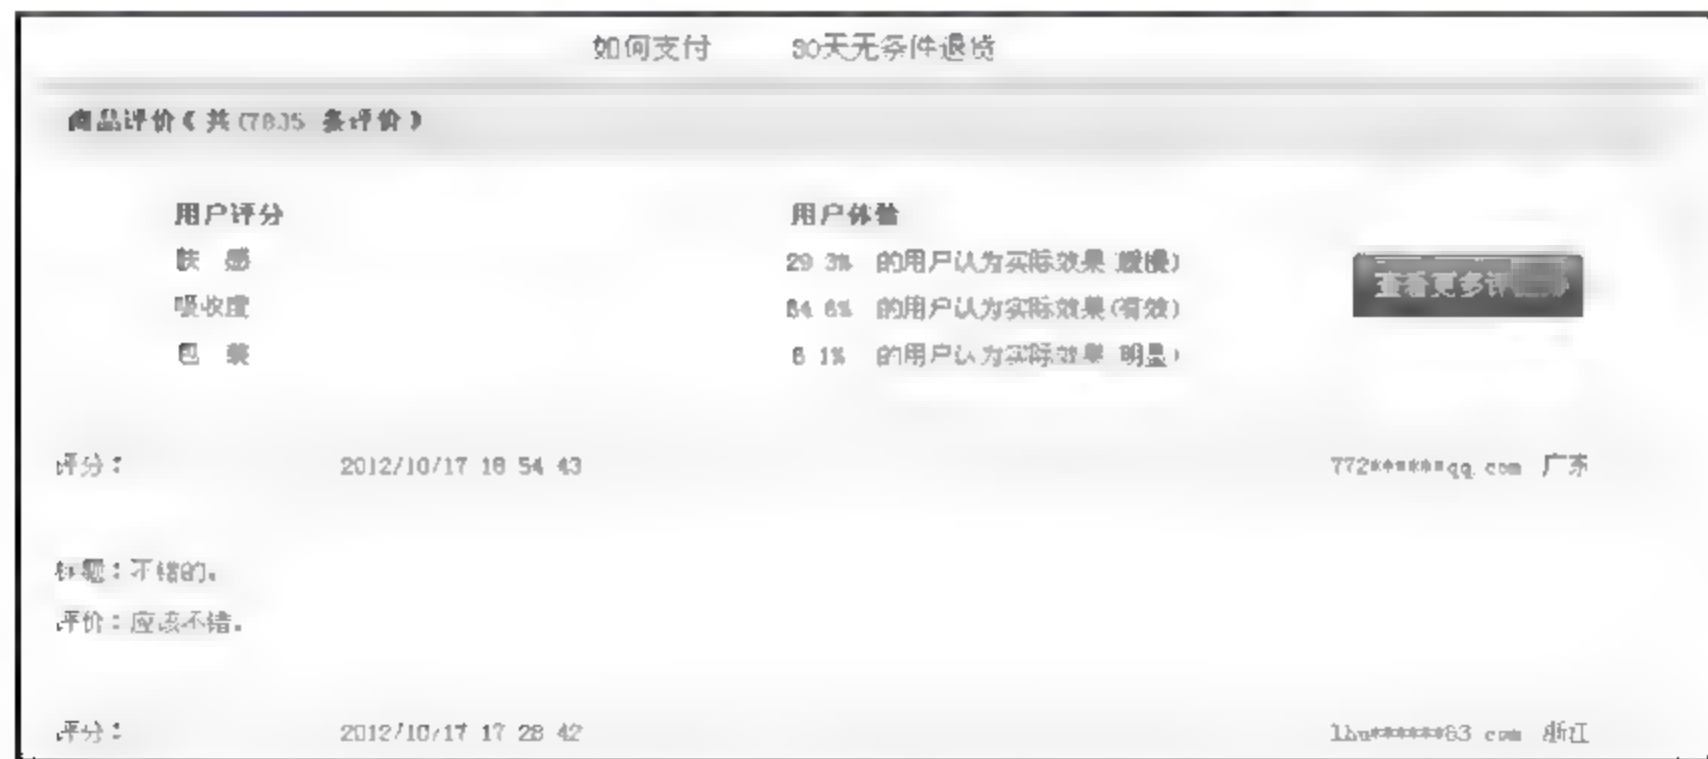 如何支付 30天无条件退货
商品评价（共 条评价）
用户评分 用户体验
肤 感 29.3% 的用户认为实际效果(缓慢)
查看更多评
吸收度 64.6% 的用户认为实际效果(有效)
包 装 6.1% 的用户认为实际效果(明显)
评分： 2012/10/17 18:54:43 772******qq.com 广东
标题：不错的。
评价：应该不错。
评分： 2012/10/17 17:28:42 浙江